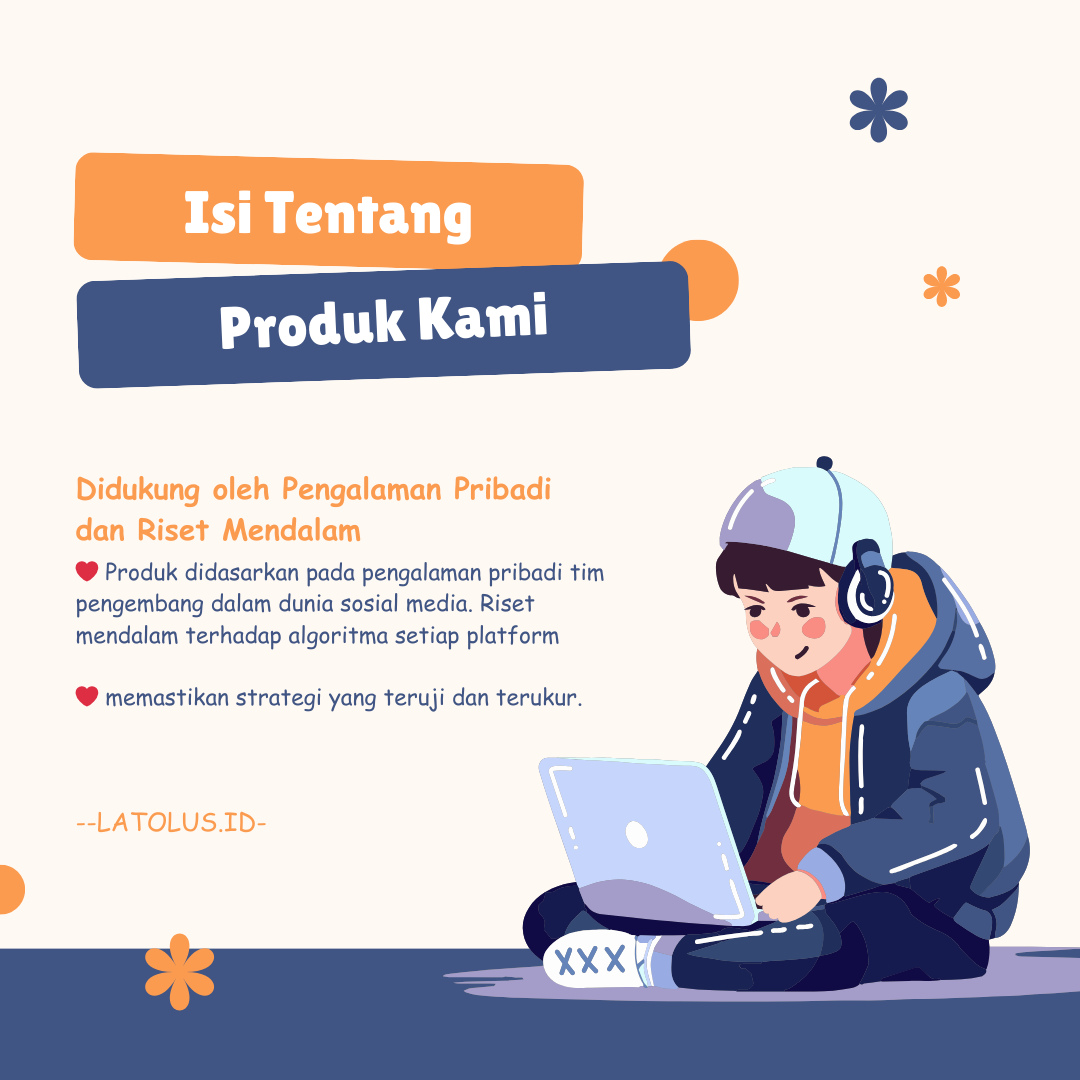 Isi Tentang
Produk Kami
Didukung oleh Pengalaman Pribadi
dan Riset Mendalam
❤️ Produk didasarkan pada pengalaman pribadi tim
pengembang dalam dunia sosial media. Riset
mendalam terhadap algoritma setiap platform
❤️ memastikan strategi yang teruji dan terukur.
--LATOLUS.ID-